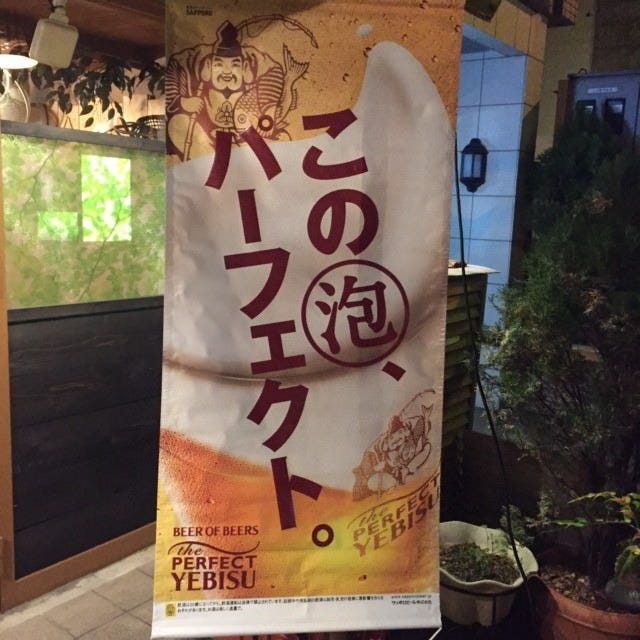 SAPPORO
この泡、
パーフェクト。
BEER OF BEERS
the
PERFECT
YEBISU
the
PERFECT
YEBISU